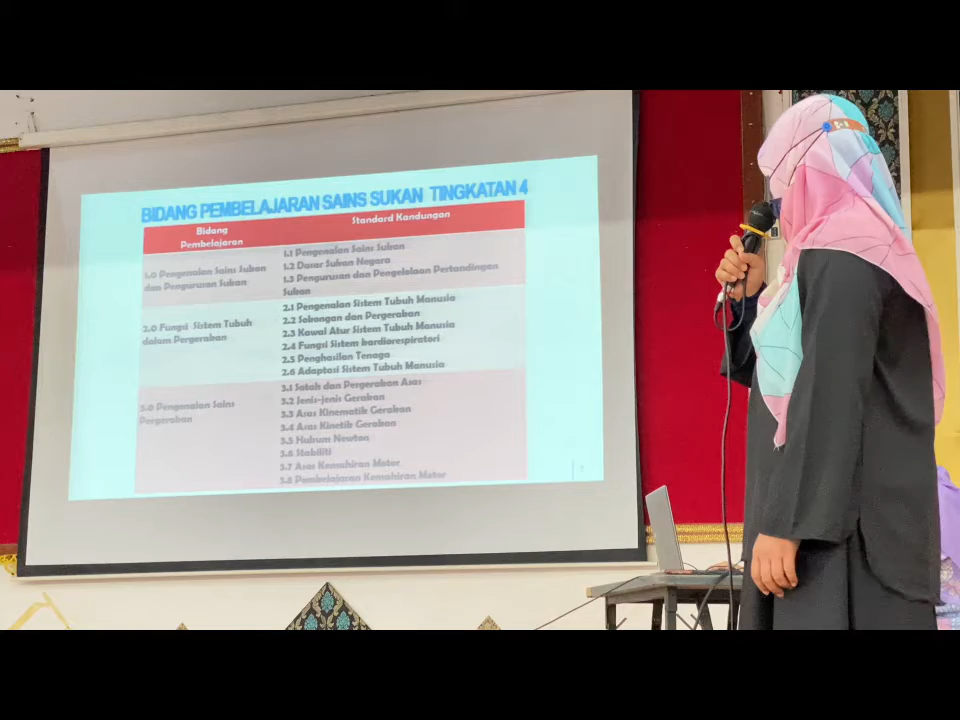 BIDANG PEMBELAJARAN SAINS SUKAN TINGKATAN 4
Bidang
Pembelajaran
Standard Kandungan
1.0 Pengenalan Sains Sukan
dan Pengurusan Sukan
1.1 Pengenalan Sains Sukan
1.2 Dasar Sukan Negara
1.3 Pengurusan dan Pengelolaan Pertandingan
Sukan
2.0 Fungsi Sistem Tubuh
dalam Pergerakan
2.1 Pengenalan Sistem Tubuh Manusia
2.2 Sokongan dan Pergerakan
2.3 Kawal Atur Sistem Tubuh Manusia
2.4 Fungsi Sistem kardiorespiratori
2.5 Penghasilan Tenaga
2.6 Adaptasi Sistem Tubuh Manusia
3.0 Pengenalan Sains
Pergerakan
3.1 Satah dan Pergerakan Asas
3.2 Jenis-jenis Gerakan
3.3 Asas Kinematik Gerakan
3.4 Asas Kinetik Gerakan
3.5 Hukum Newton
3.6 Stabiliti
3.7 Asas Kemahiran Motor
3.8 Pembelajaran Kemahiran Motor